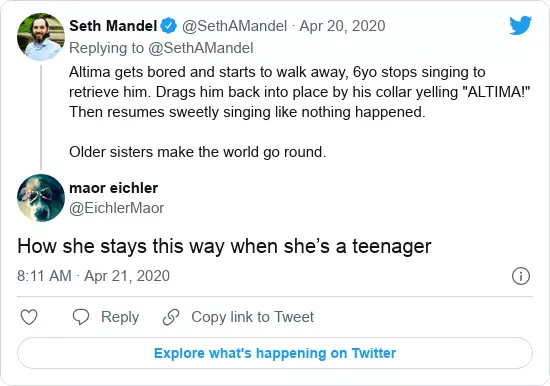 Seth Mandel @SethAMandel · Apr 20, 2020
Replying to @SethAMandel
Altima gets bored and starts to walk away, 6yo stops singing to
retrieve him. Drags him back into place by his collar yelling "ALTIMA!"
Then resumes sweetly singing like nothing happened.
Older sisters make the world go round.
maor eichler
@EichlerMaor
How she stays this way when she’s a teenager
8:11 AM · Apr 21, 2020
Reply
Copy link to Tweet
Explore what's happening on Twitter